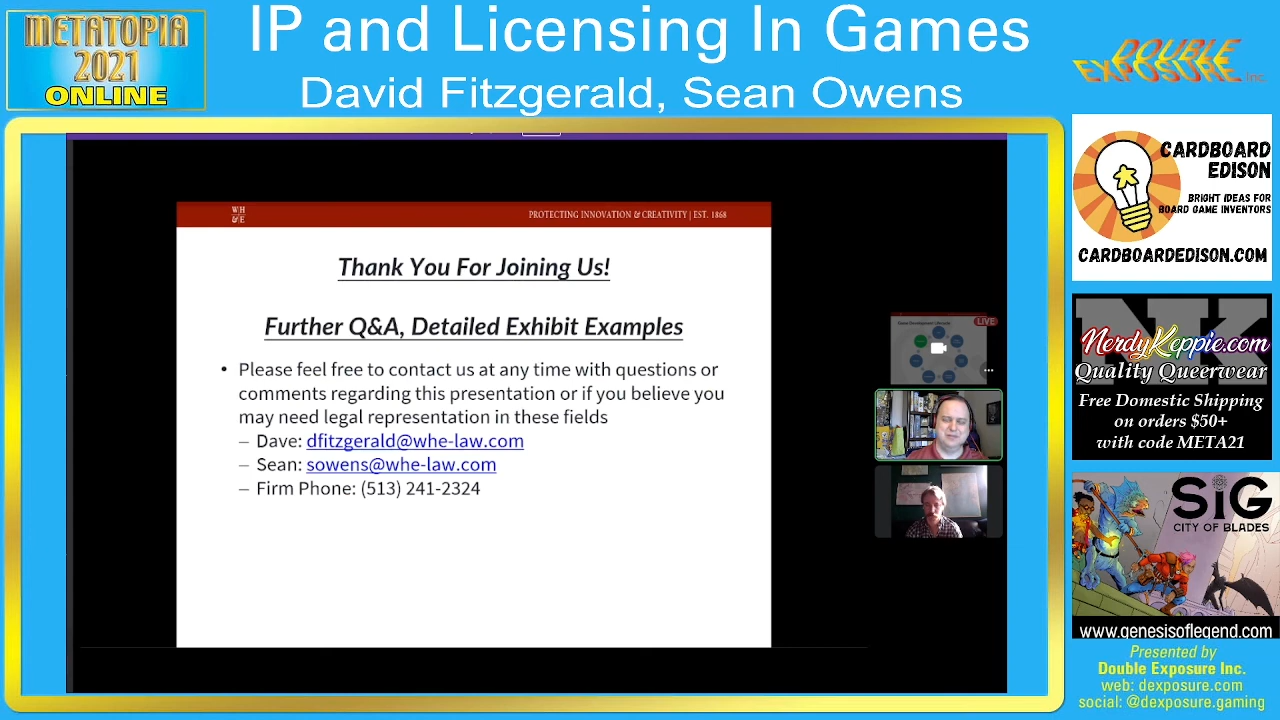 METATOPIA
2021
ONLINE
IP and Licensing In Games
David Fitzgerald, Sean Owens
DOUBLE
EXPOSURE Inc.
WH
&E
PROTECTING INNOVATION & CREATIVITY | EST. 1868
Thank You For Joining Us!
Further Q&A, Detailed Exhibit Examples
• Please feel free to contact us at any time with questions or
comments regarding this presentation or if you believe you
may need legal representation in these fields
– Dave: dfitzgerald@whe-law.com
– Sean: sowens@whe-law.com
– Firm Phone: (513) 241-2324
LIVE
CARDBOARD
EDISON
BRIGHT IDEAS FOR
BOARD GAME INVENTORS
CARDBOARDEDISON.COM
NK
NerdyKeppie.com
Quality Queerwear
Free Domestic Shipping
on orders $50+
with code META21
SiG
CITY OF BLADES
www.genesisoflegend.com
Presented by
Double Exposure Inc.
web: dexposure.com
social: @dexposure.gaming